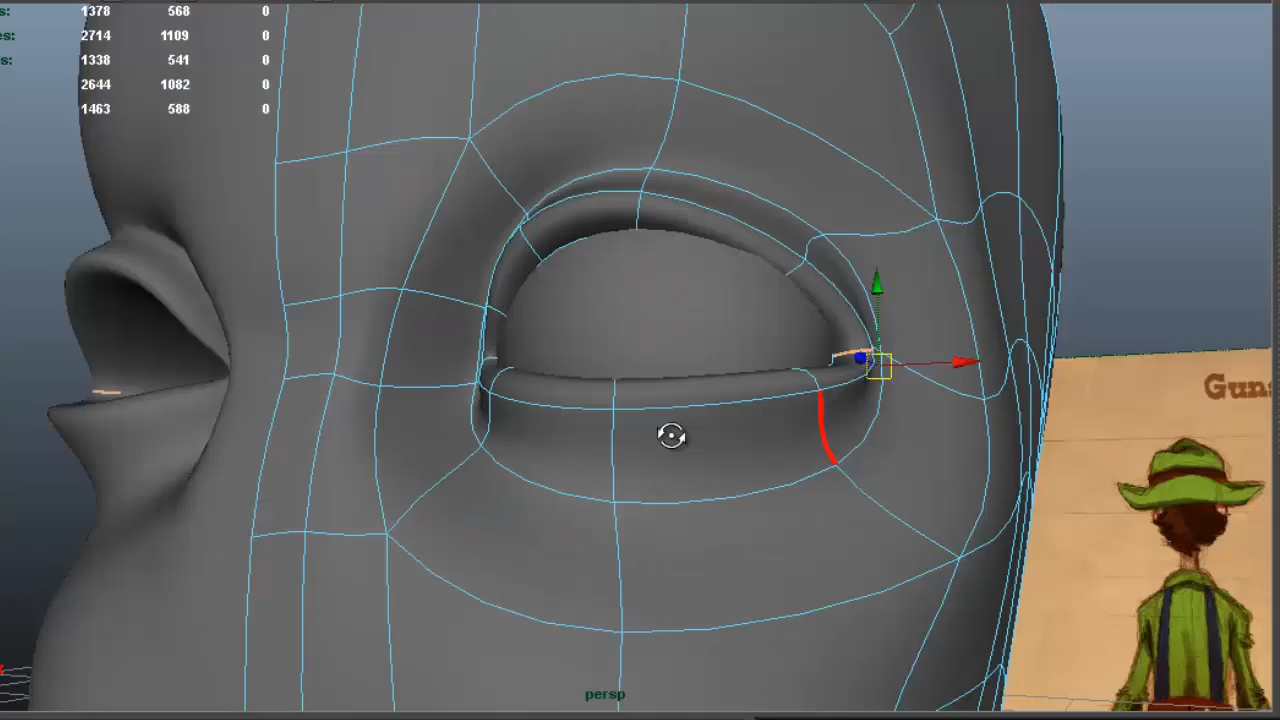 s: 1378 568 0
es: 2714 1109 0
s: 1338 541 0
2644 1082 0
1463 588 0
Guns
persp